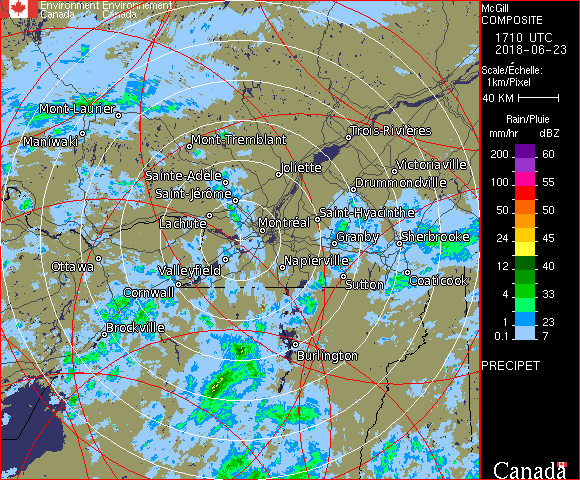 Environment Environnement
Canada Canada
McGill
COMPOSITE
1710 UTC
2018-06-23
Scale/Échelle:
1km/Pixel
40 KM
Rain/Pluie
mm/hr dBZ
200 60
100 55
50 50
24 45
12 40
4 33
1 23
0.1 7
PRECIPET
Canada
Mont-Laurier
Maniwaki
Mont-Tremblant
Trois-Rivières
Joliette
Victoriaville
Sainte-Adèle
Drummondville
Saint-Jérôme
Saint-Hyacinthe
Lachute
Montréal
Granby
Sherbrooke
Ottawa
Valleyfield
Napierville
Coaticook
Cornwall
Sutton
Brockville
Burlington